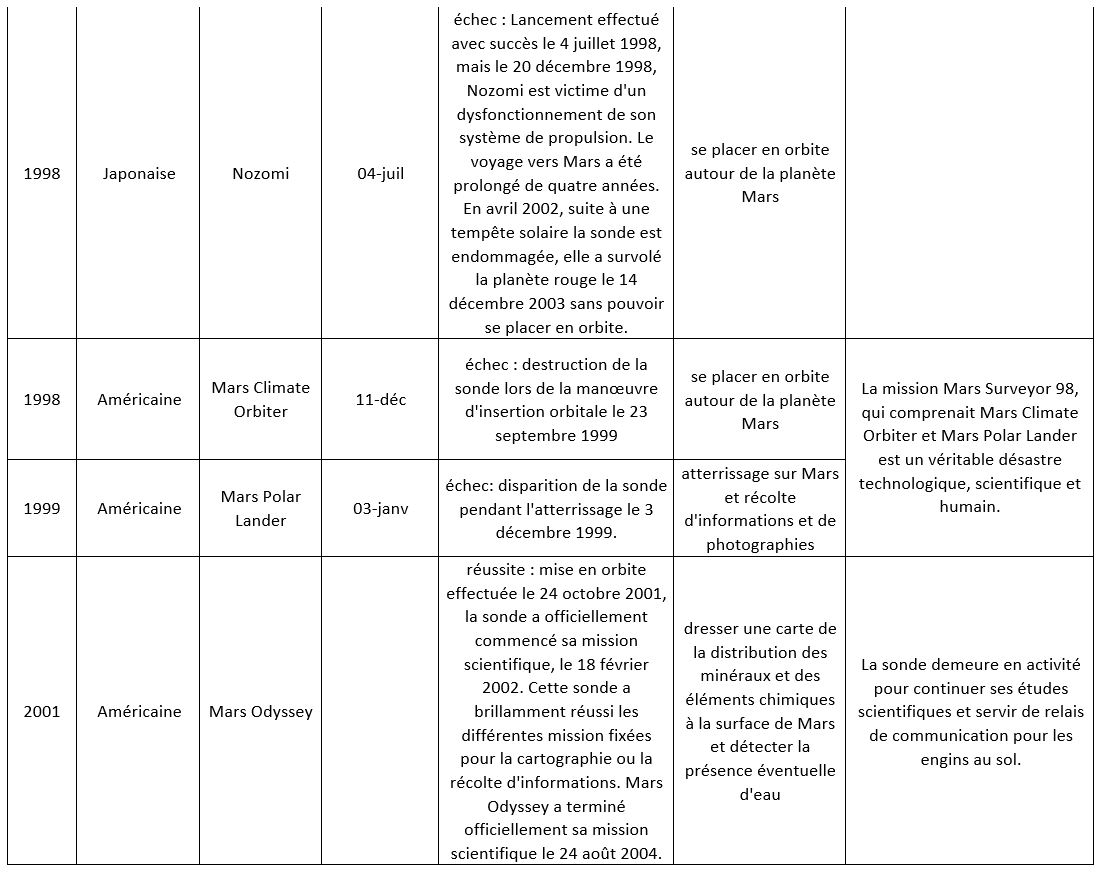 1998
Japonaise
Nozomi
04-juil
échec : Lancement effectué
avec succès le 4 juillet 1998,
mais le 20 décembre 1998,
Nozomi est victime d'un
dysfonctionnement de son
système de propulsion. Le
voyage vers Mars a été
prolongé de quatre années.
En avril 2002, suite à une
tempête solaire la sonde est
endommagée, elle a survolé
la planète rouge le 14
décembre 2003 sans pouvoir
se placer en orbite.
se placer en orbite
autour de la planète
Mars
1998
Américaine
Mars Climate
Orbiter
11-déc
échec : destruction de la
sonde lors de la manœuvre
d'insertion orbitale le 23
septembre 1999
se placer en orbite
autour de la planète
Mars
La mission Mars Surveyor 98,
qui comprenait Mars Climate
Orbiter et Mars Polar Lander
est un véritable désastre
technologique, scientifique et
humain.
1999
Américaine
Mars Polar
Lander
03-janv
échec: disparition de la sonde
pendant l'atterrissage le 3
décembre 1999.
atterrissage sur Mars
et récolte
d'informations et de
photographies
2001
Américaine
Mars Odyssey
réussite : mise en orbite
effectuée le 24 octobre 2001,
la sonde a officiellement
commencé sa mission
scientifique, le 18 février
2002. Cette sonde a
brillamment réussi les
différentes mission fixées
pour la cartographie ou la
récolte d'informations. Mars
Odyssey a terminé
officiellement sa mission
scientifique le 24 août 2004.
dresser une carte de
la distribution des
minéraux et des
éléments chimiques
à la surface de Mars
et détecter la
présence éventuelle
d'eau
La sonde demeure en activité
pour continuer ses études
scientifiques et servir de relais
de communication pour les
engins au sol.